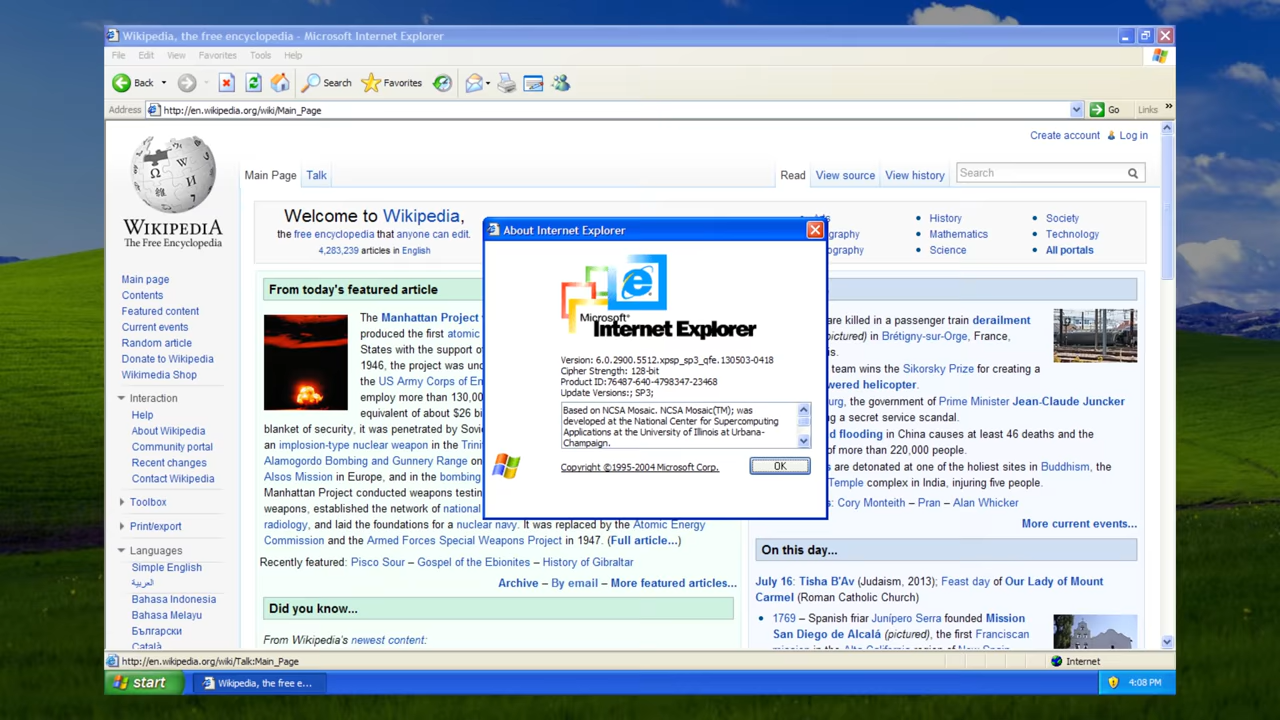 Wikipedia, the free encyclopedia - Microsoft Internet Explorer
File Edit View Favorites Tools Help
Back Search Favorites
Address http://en.wikipedia.org/wiki/Main_Page Go Links »
Create account Log in
Main Page Talk Read View source View history Search
WIKIPEDIA
The Free Encyclopedia
Main page
Contents
Featured content
Current events
Random article
Donate to Wikipedia
Wikimedia Shop
Interaction
Help
About Wikipedia
Community portal
Recent changes
Contact Wikipedia
Toolbox
Print/export
Languages
Simple English
العربية
Bahasa Indonesia
Bahasa Melayu
Български
Català
Welcome to Wikipedia,
the free encyclopedia that anyone can edit.
4,283,239 articles in English
History
Society
Mathematics
Technology
Science
All portals
From today's featured article
The Manhattan Project
produced the first atomic
States with the support o
1946, the project was un
the US Army Corps of En
employ more than 130,00
equivalent of about $26 bi
blanket of security, it was penetrated by Soviet
an implosion-type nuclear weapon in the Trinit
Alamogordo Bombing and Gunnery Range on
Alsos Mission in Europe, and in the bombing
Manhattan Project conducted weapons testin
weapons, established the network of national
radiology, and laid the foundations for a nuclear navy. It was replaced by the Atomic Energy
Commission and the Armed Forces Special Weapons Project in 1947. (Full article...)
Recently featured: Pisco Sour – Gospel of the Ebionites – History of Gibraltar
Archive – By email – More featured articles...
Did you know...
From Wikipedia's newest content:
About Internet Explorer
Microsoft
Internet Explorer
Version: 6.0.2900.5512.xpsp_sp3_qfe.130503-0418
Cipher Strength: 128-bit
Product ID:76487-640-4798347-23468
Update Versions:; SP3;
Based on NCSA Mosaic. NCSA Mosaic(TM); was
developed at the National Center for Supercomputing
Applications at the University of Illinois at Urbana-
Champaign.
Copyright ©1995-2004 Microsoft Corp. OK
are killed in a passenger train derailment
pictured) in Brétigny-sur-Orge, France,
team wins the Sikorsky Prize for creating a
wered helicopter.
urg, the government of Prime Minister Jean-Claude Juncker
g a secret service scandal.
d flooding in China causes at least 46 deaths and the
of more than 220,000 people.
s are detonated at one of the holiest sites in Buddhism, the
Temple complex in India, injuring five people.
: Cory Monteith – Pran – Alan Whicker
More current events...
On this day...
July 16: Tisha B'Av (Judaism, 2013); Feast day of Our Lady of Mount
Carmel (Roman Catholic Church)
1769 – Spanish friar Junípero Serra founded Mission
San Diego de Alcalá (pictured), the first Franciscan
mission in the Alta California region of New Spain
http://en.wikipedia.org/wiki/Talk:Main_Page Internet
start Wikipedia, the free e... 4:08 PM